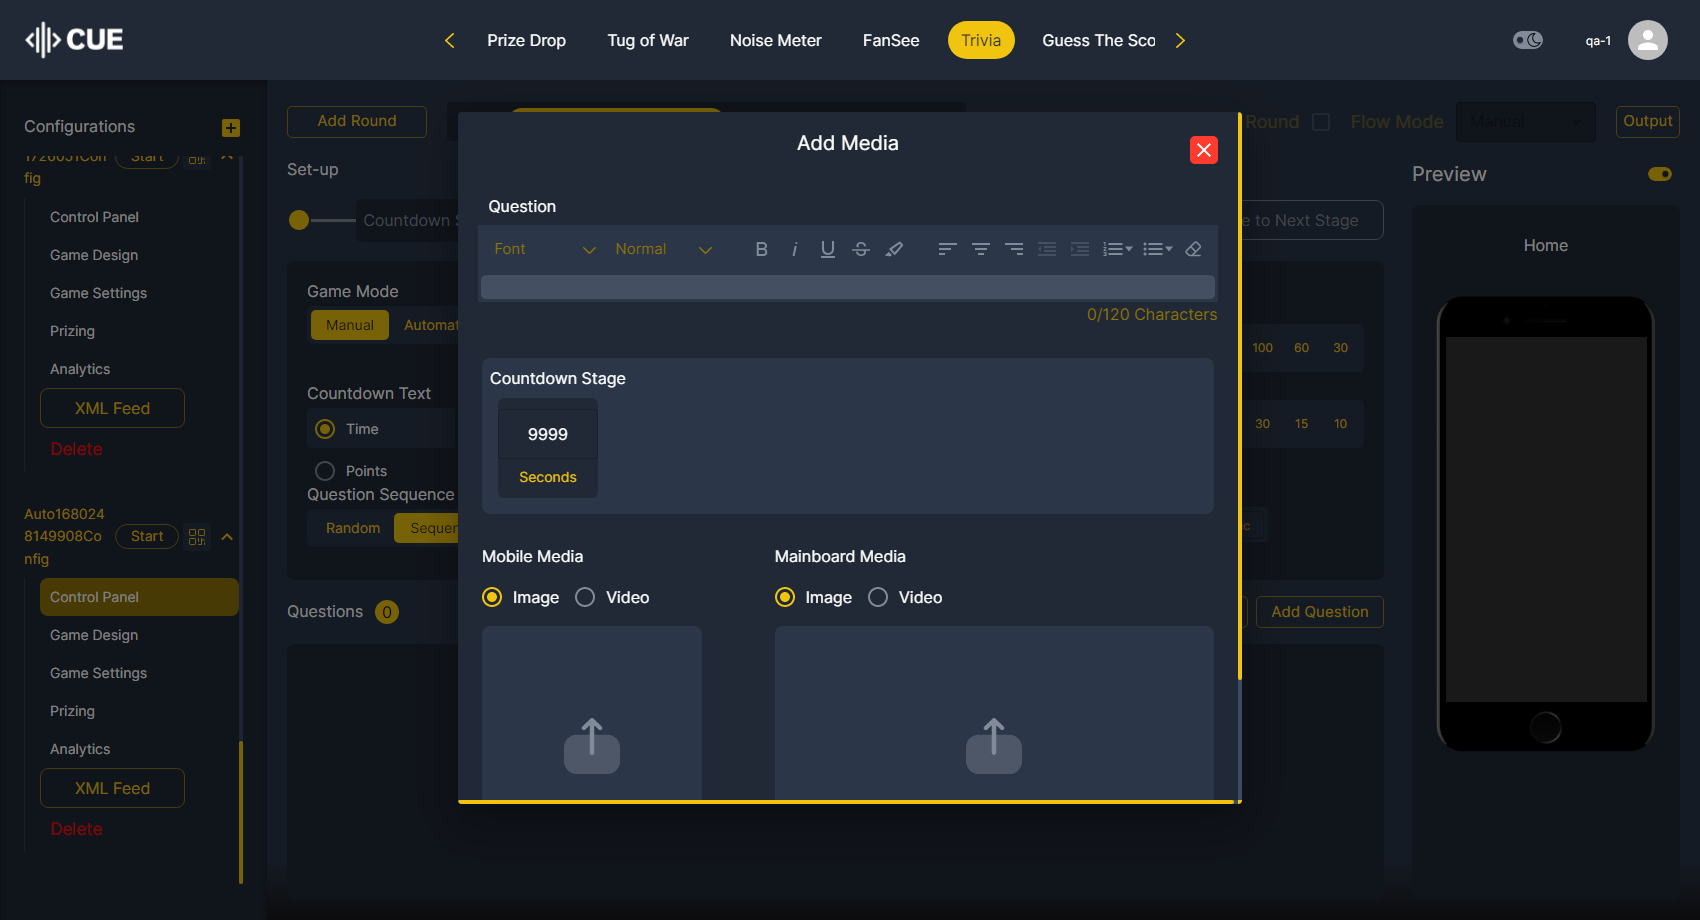 CUE
Prize Drop
Tug of War
Noise Meter
FanSee
Trivia
Guess The Sco
qa-1
Configurations
Start
fig
Control Panel
Game Design
Game Settings
Prizing
Analytics
XML Feed
Delete
Auto168024
8149908Co
nfig
Start
Control Panel
Game Design
Game Settings
Prizing
Analytics
XML Feed
Delete
Add Round
Round
Flow Mode
Manual
Output
Set-up
Countdown S
e to Next Stage
Game Mode
Manual
Automat
Countdown Text
Time
Points
Question Sequence
Random
Sequen
100
60
30
30
15
10
c
Questions
0
Add Question
Add Media
Question
Font
Normal
B
i
U
S
0/120 Characters
Countdown Stage
9999
Seconds
Mobile Media
Image
Video
Mainboard Media
Image
Video
Preview
Home